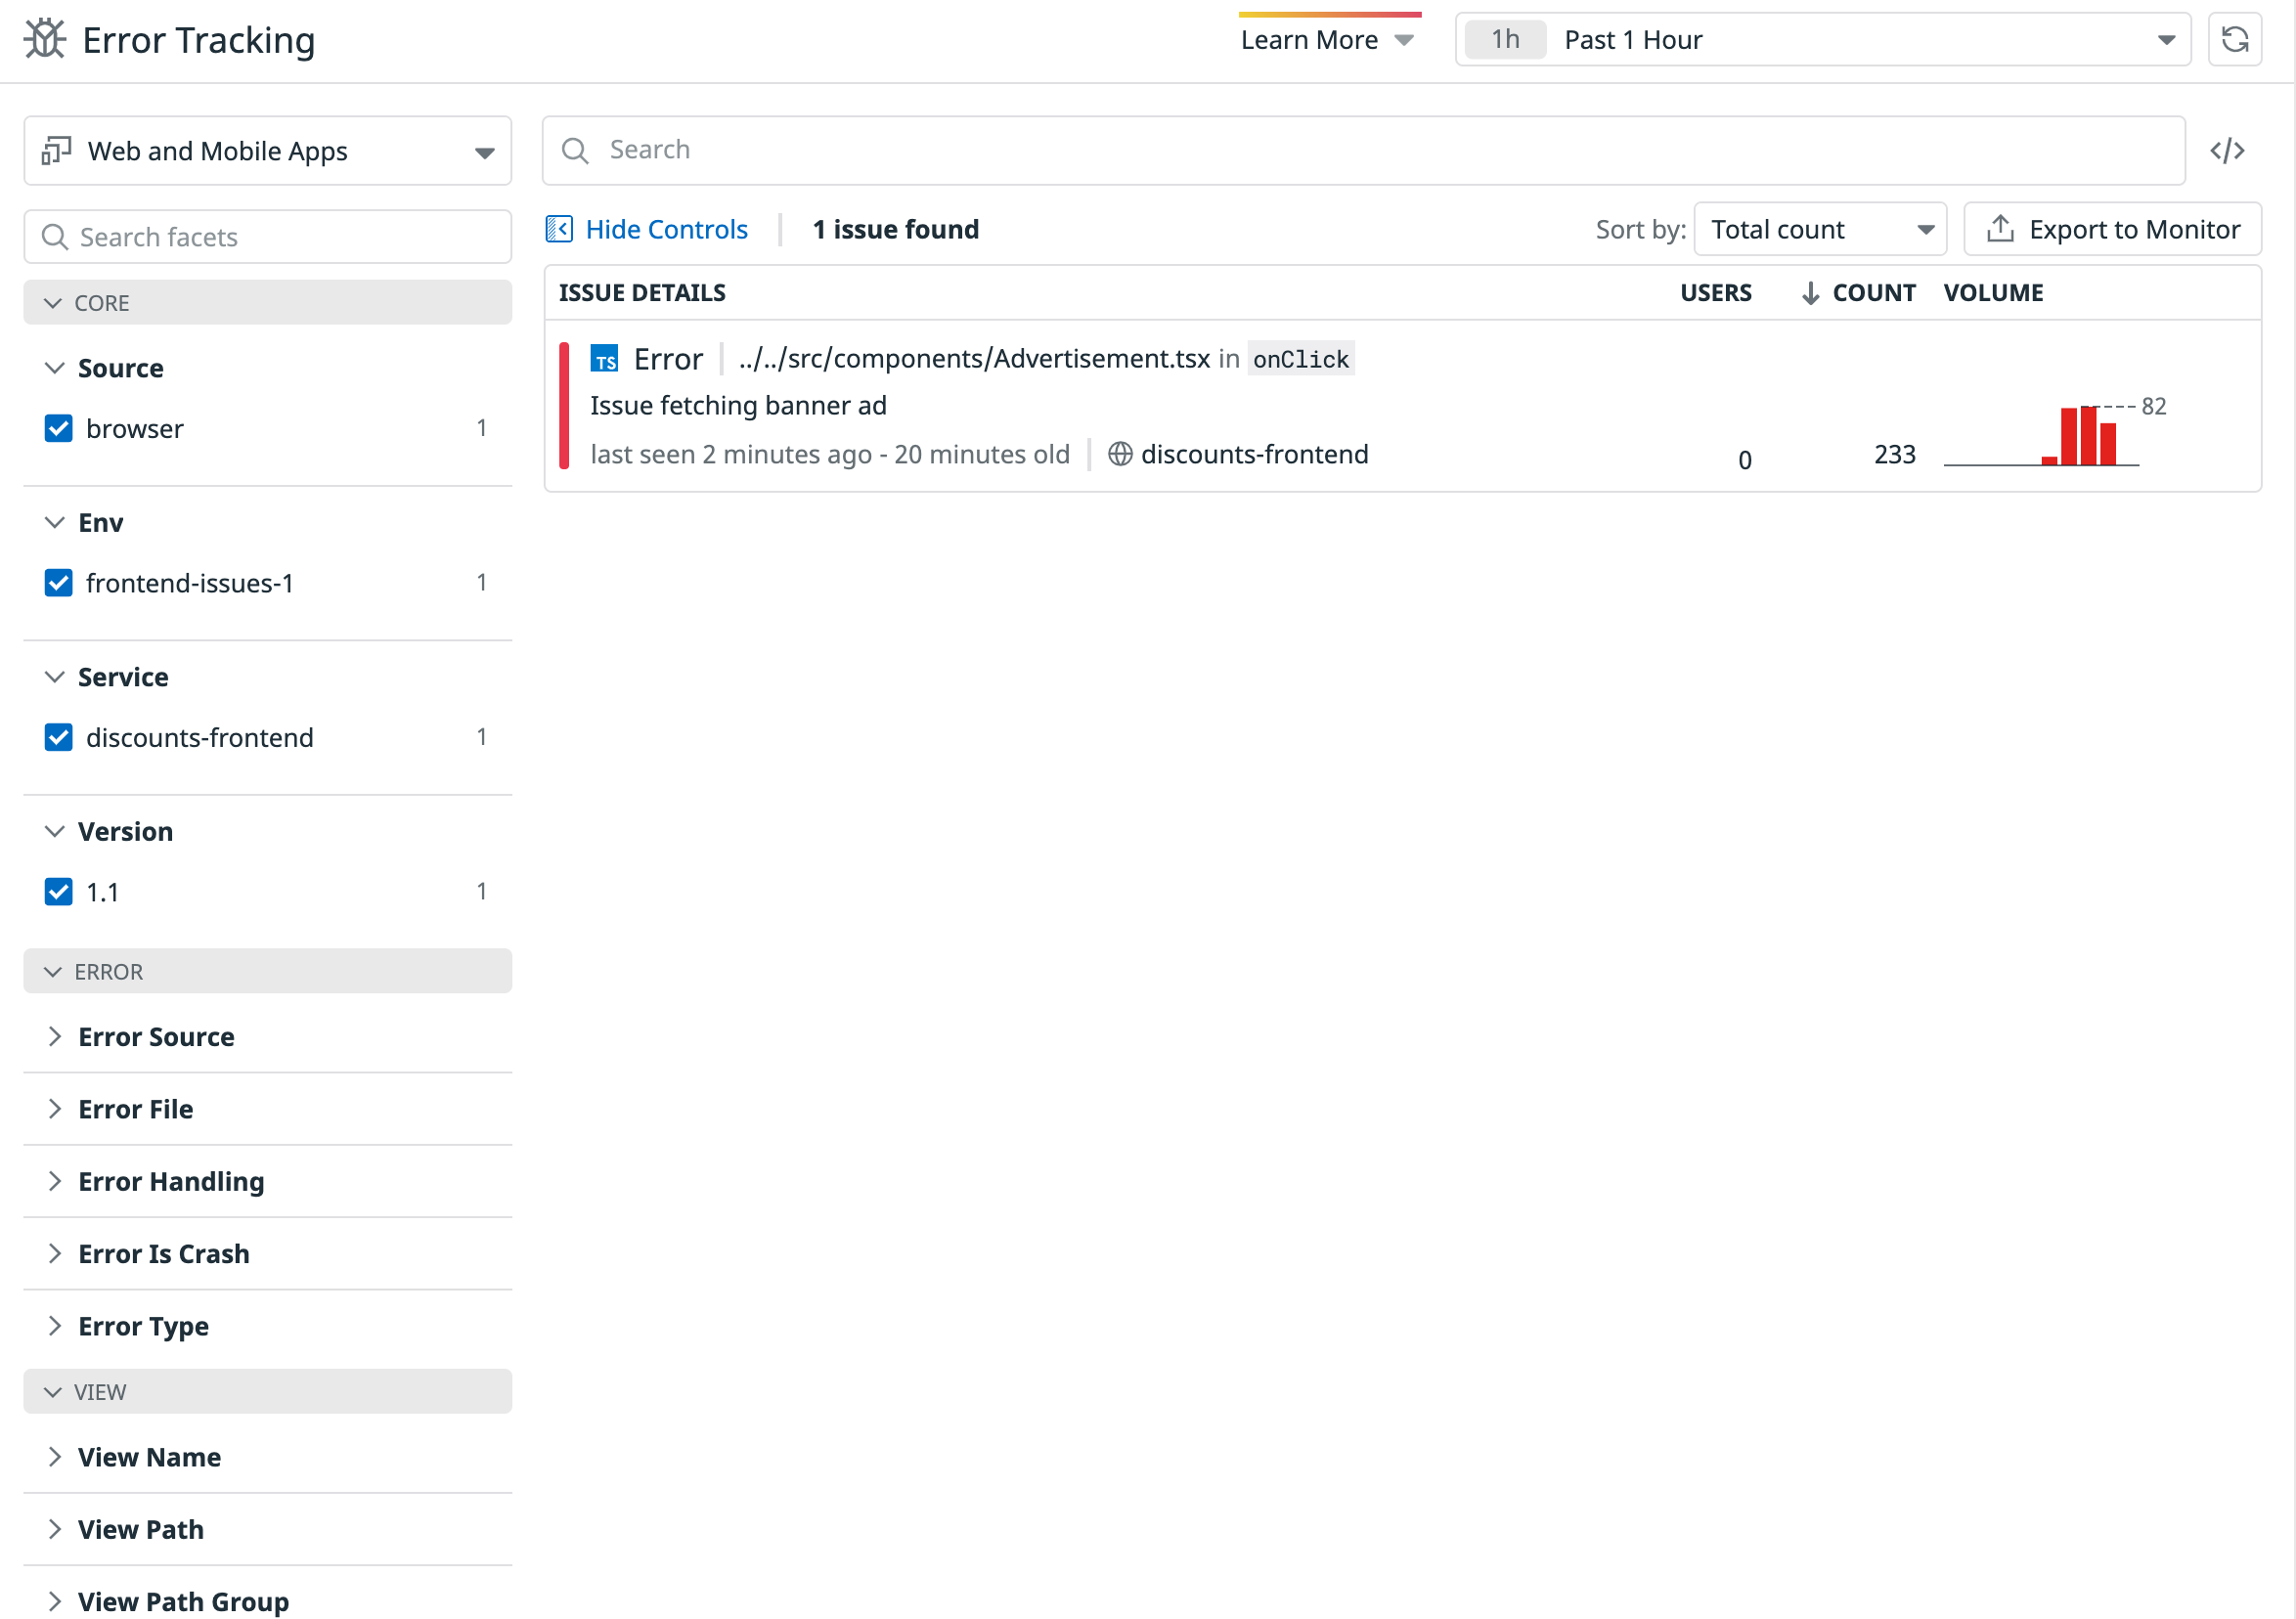 Error Tracking
Learn More
1h Past 1 Hour
Web and Mobile Apps
Search
Search facets
Hide Controls
1 issue found
Sort by: Total count
Export to Monitor
CORE
Source
browser 1
Env
frontend-issues-1 1
Service
discounts-frontend 1
Version
1.1 1
ERROR
Error Source
Error File
Error Handling
Error Is Crash
Error Type
VIEW
View Name
View Path
View Path Group
ISSUE DETAILS USERS COUNT VOLUME
TS Error ../../src/components/Advertisement.tsx in onClick
Issue fetching banner ad
last seen 2 minutes ago - 20 minutes old discounts-frontend
0 233 82